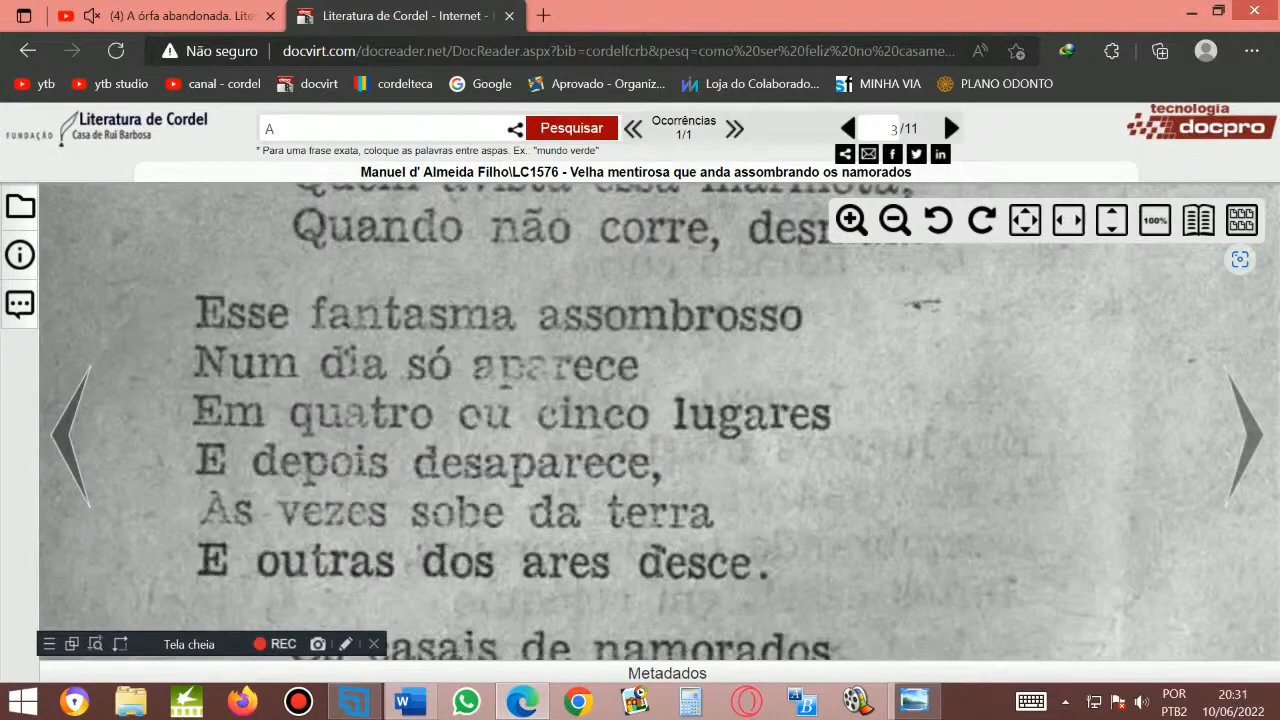 (4) A órfa abandonada. Lite
Literatura de Cordel - Internet -
Não seguro
docvirt.com/docreader.net/DocReader.aspx?bib=cordelfcrb&pesq=como%20ser%20feliz%20no%20casame...
ytb
ytb studio
canal - cordel
docvirt
cordelteca
Google
Aprovado - Organiz...
Loja do Colaborado...
MINHA VIA
PLANO ODONTO
FUNDAÇÃO
Literatura de Cordel
Casa de Rui Barbosa
A
Pesquisar
Ocorrências
1/1
3/11
tecnologia
docpro
* Para uma frase exata, coloque as palavras entre aspas. Ex.. "mundo verde"
Manuel d' Almeida Filho\LC1576 - Velha mentirosa que anda assombrando os namorados
100%
Quando não corre,
Esse fantasma assombrosso
Num dia só aparece
Em quatro ou cinco lugares
E depois desaparece,
Às vezes sobe da terra
E outras dos ares desce.
casais de namorados
Tela cheia
REC
Metadados
POR
PTB2
20:31
10/06/2022